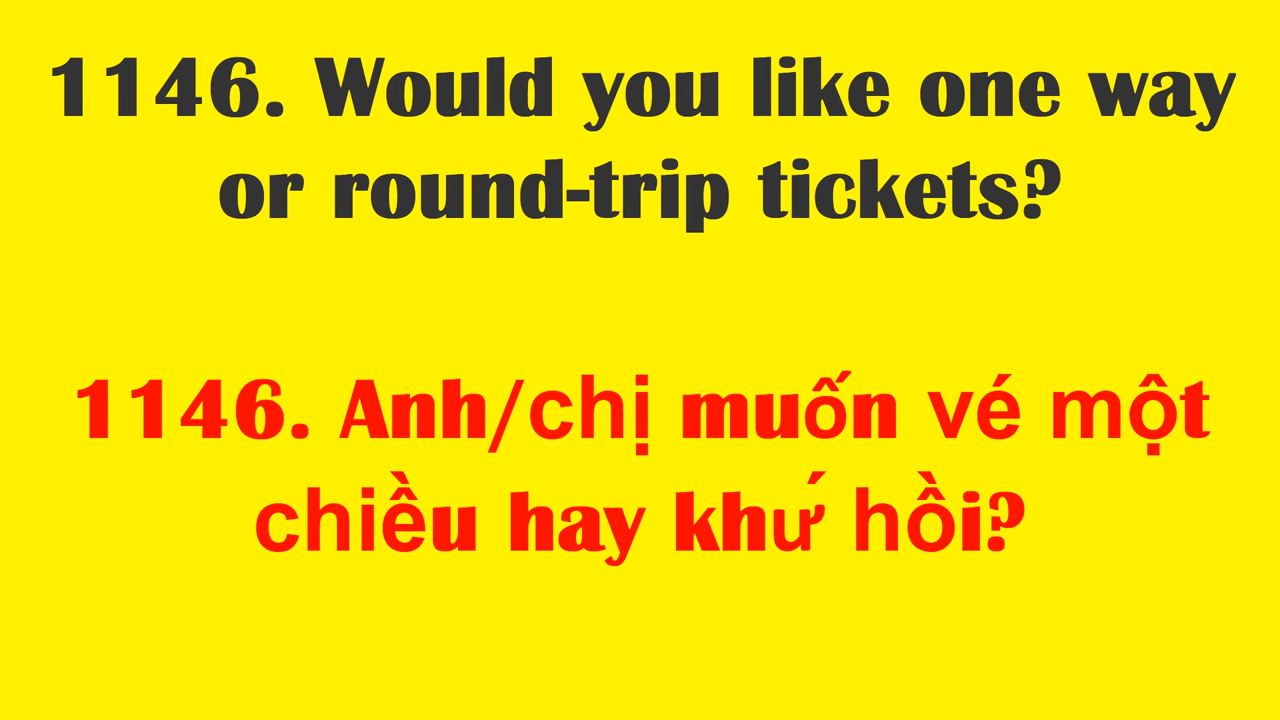 1146. Would you like one way
or round-trip tickets?
1146. Anh/chị muốn vé một
chiều hay khứ hồi?